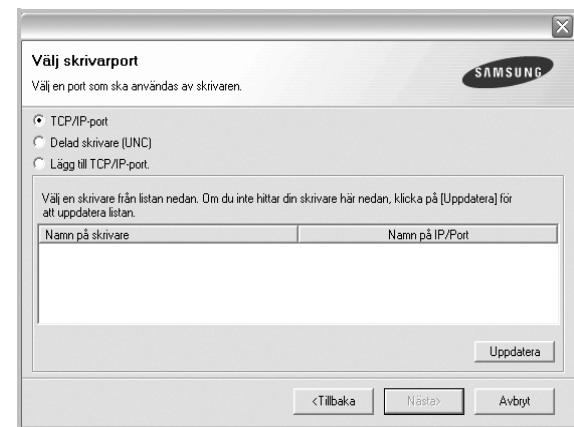 Välj skrivarport
Välj en port som ska användas av skrivaren.
SAMSUNG
TCP/IP-port
Delad skrivare (UNC)
Lägg till TCP/IP-port.
Välj en skrivare från listan nedan. Om du inte hittar din skrivare här nedan, klicka på [Uppdatera] för
att uppdatera listan.
Namn på skrivare Namn på IP/Port
Uppdatera
<Tillbaka Nästa> Avbryt